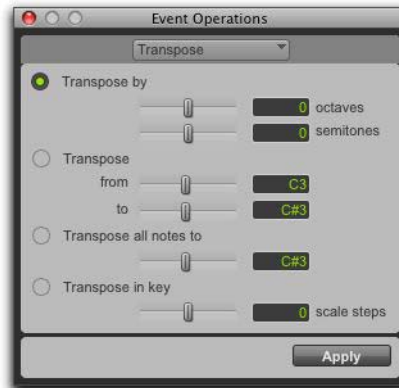 Event Operations
Transpose
Transpose by
0 octaves
0 semitones
Transpose
from C3
to C#3
Transpose all notes to
C#3
Transpose in key
0 scale steps
Apply